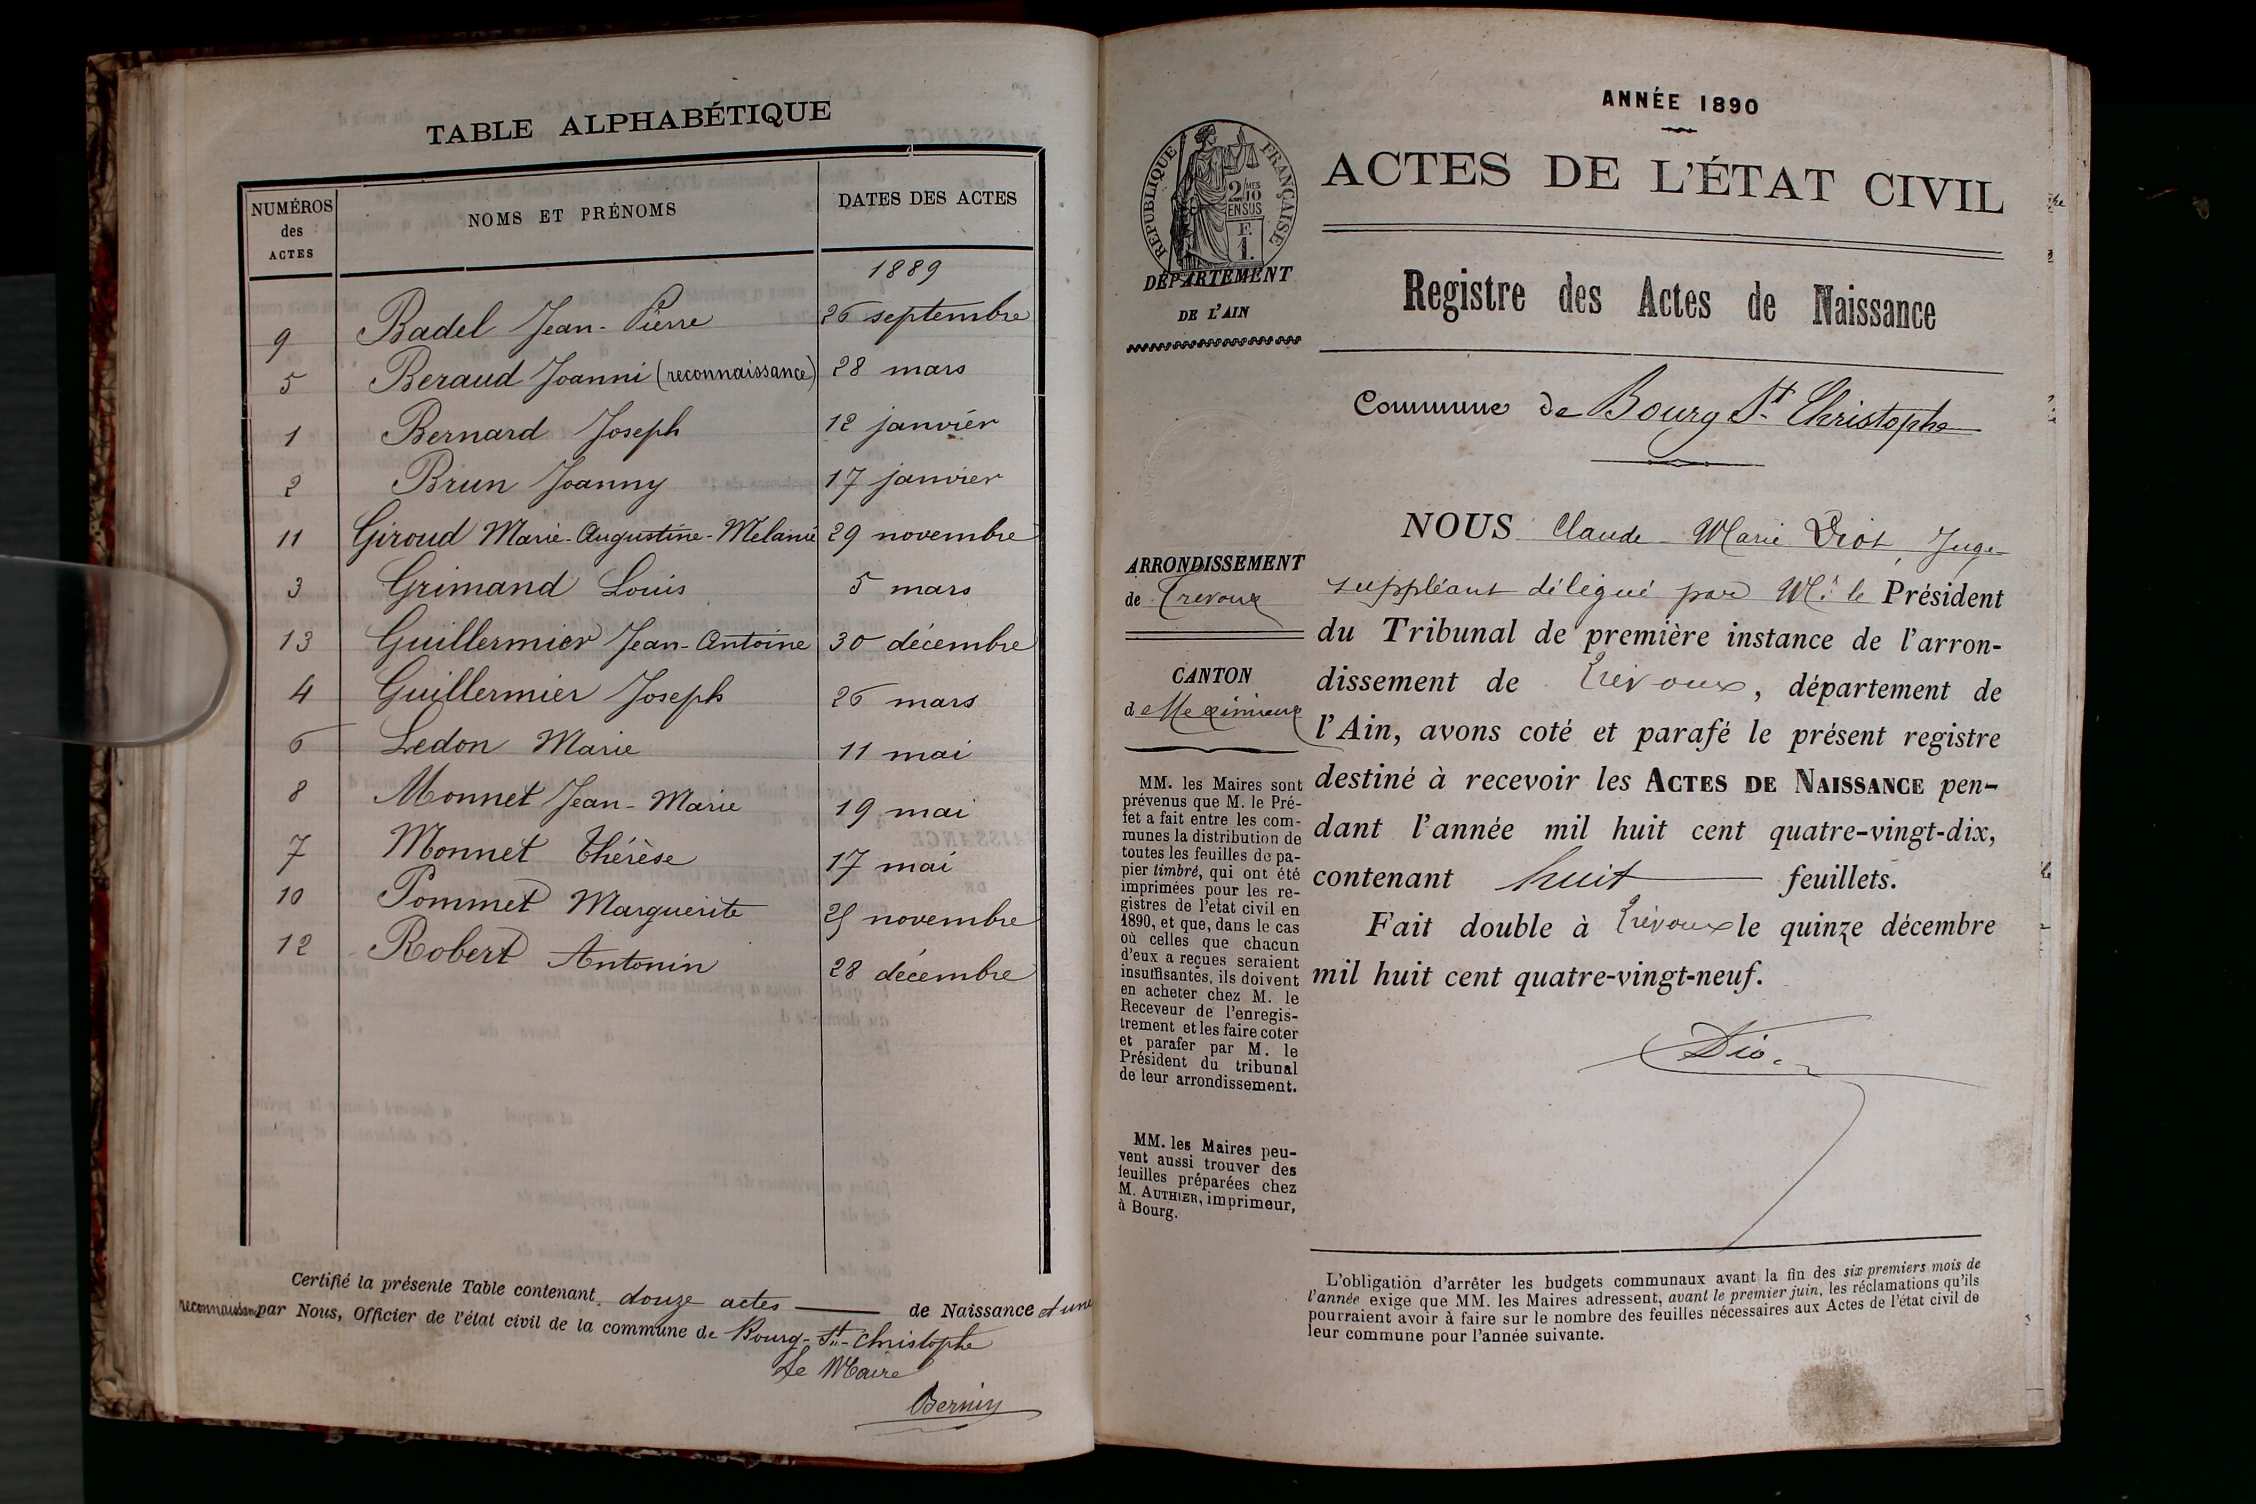 TABLE ALPHABÉTIQUE
NUMÉROS des ACTES NOMS ET PRÉNOMS DATES DES ACTES
1889
9 Badel Jean-Pierre 26 septembre
5 Beraud Joanni (reconnaissance) 28 mars
1 Bernard Joseph 12 janvier
2 Brun Joanny 17 janvier
11 Giroud Marie-Augustine-Melanie 29 novembre
3 Grimand Louis 5 mars
13 Guillermier Jean-Antoine 30 décembre
4 Guillermier Joseph 26 mars
6 Ledon Marie 11 mai
8 Monnet Jean-Marie 19 mai
7 Monnet Thérèse 17 mai
10 Pommet Marguerite 25 novembre
12 Robert Antonin 28 décembre
Certifié la présente Table contenant douze actes de Naissance et une
reconnaissance par Nous, Officier de l'état civil de la commune de Bourg-St-Christophe
Le Maire
Bernin
ANNÉE 1890
ACTES DE L'ÉTAT CIVIL
RÉPUBLIQUE FRANÇAISE
2/10
EN SUS
F.
1.
DÉPARTEMENT
DE L'AIN
Registre des Actes de Naissance
Commune de Bourg St Christophe
ARRONDISSEMENT
de Trevoux
CANTON
de Meximieux
NOUS Claude Marie Diot, Juge
suppléant délégué par Mr le Président
du Tribunal de première instance de l'arron-
dissement de Trévoux, département de
l'Ain, avons coté et parafé le présent registre
destiné à recevoir les ACTES DE NAISSANCE pen-
dant l'année mil huit cent quatre-vingt-dix,
contenant huit feuillets.
Fait double à Trévoux le quinze décembre
mil huit cent quatre-vingt-neuf.
MM. les Maires sont
prévenus que M. le Pré-
fet a fait entre les com-
munes la distribution de
toutes les feuilles de pa-
pier timbré, qui ont été
imprimées pour les re-
gistres de l'état civil en
1890, et que, dans le cas
où celles que chacun
d'eux a reçues seraient
insuffisantes, ils doivent
en acheter chez M. le
Receveur de l'enregis-
trement et les faire coter
et parafer par M. le
Président du tribunal
de leur arrondissement.
MM. les Maires peu-
vent aussi trouver des
feuilles préparées chez
M. AUTHIER, imprimeur,
à Bourg.
L'obligation d'arrêter les budgets communaux avant la fin des six premiers mois de
l'année exige que MM. les Maires adressent, avant le premier juin, les réclamations qu'ils
pourraient avoir à faire sur le nombre des feuilles nécessaires aux Actes de l'état civil de
leur commune pour l'année suivante.